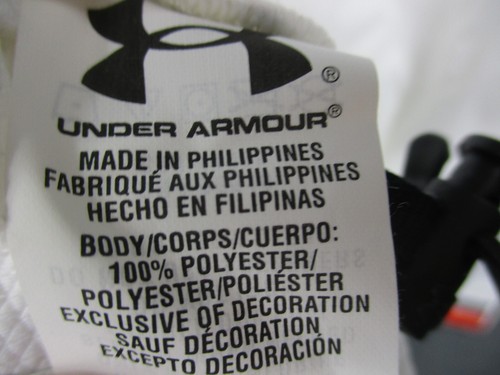 UNDER ARMOUR®
MADE IN PHILIPPINES
FABRIQUÉ AUX PHILIPPINES
HECHO EN FILIPINAS
BODY/CORPS/CUERPO:
100% POLYESTER/
POLYESTER/POLIÉSTER
EXCLUSIVE OF DECORATION
SAUF DÉCORATION
EXCEPTO DECORACIÓN